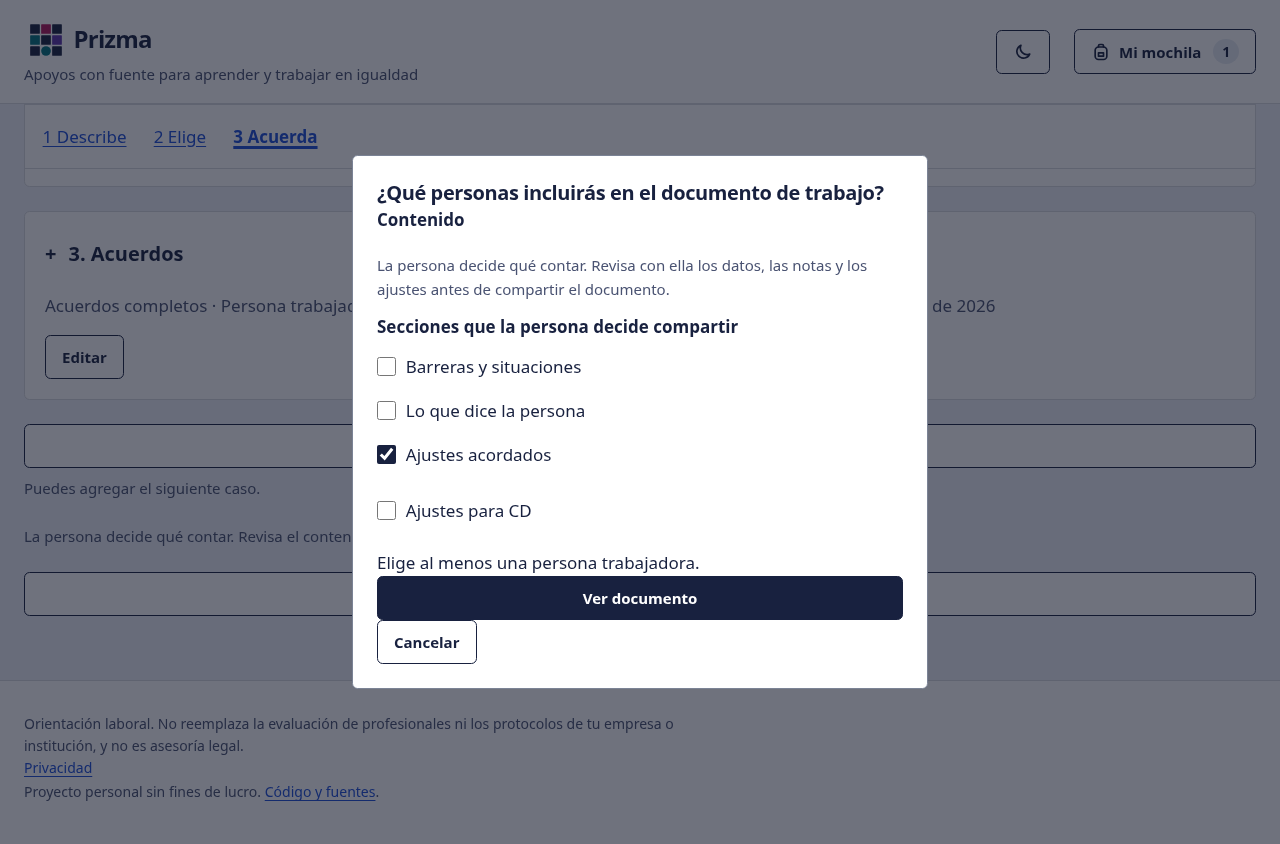 Prizma
Apoyos con fuente para aprender y trabajar en igualdad
Mi mochila 1
1 Describe 2 Elige 3 Acuerda
+ 3. Acuerdos
Acuerdos completos · Persona
de 2026
Editar
Puedes agregar el siguiente caso.
La persona decide qué contar. Revisa el
¿Qué personas incluirás en el documento de trabajo?
Contenido
La persona decide qué contar. Revisa con ella los datos, las notas y los
ajustes antes de compartir el documento.
Secciones que la persona decide compartir
Barreras y situaciones
Lo que dice la persona
Ajustes acordados
Ajustes para CD
Elige al menos una persona trabajadora.
Ver documento
Cancelar
Orientación laboral. No reemplaza la evaluación de profesionales ni los protocolos de tu empresa o
institución, y no es asesoría legal.
Privacidad
Proyecto personal sin fines de lucro. Código y fuentes.